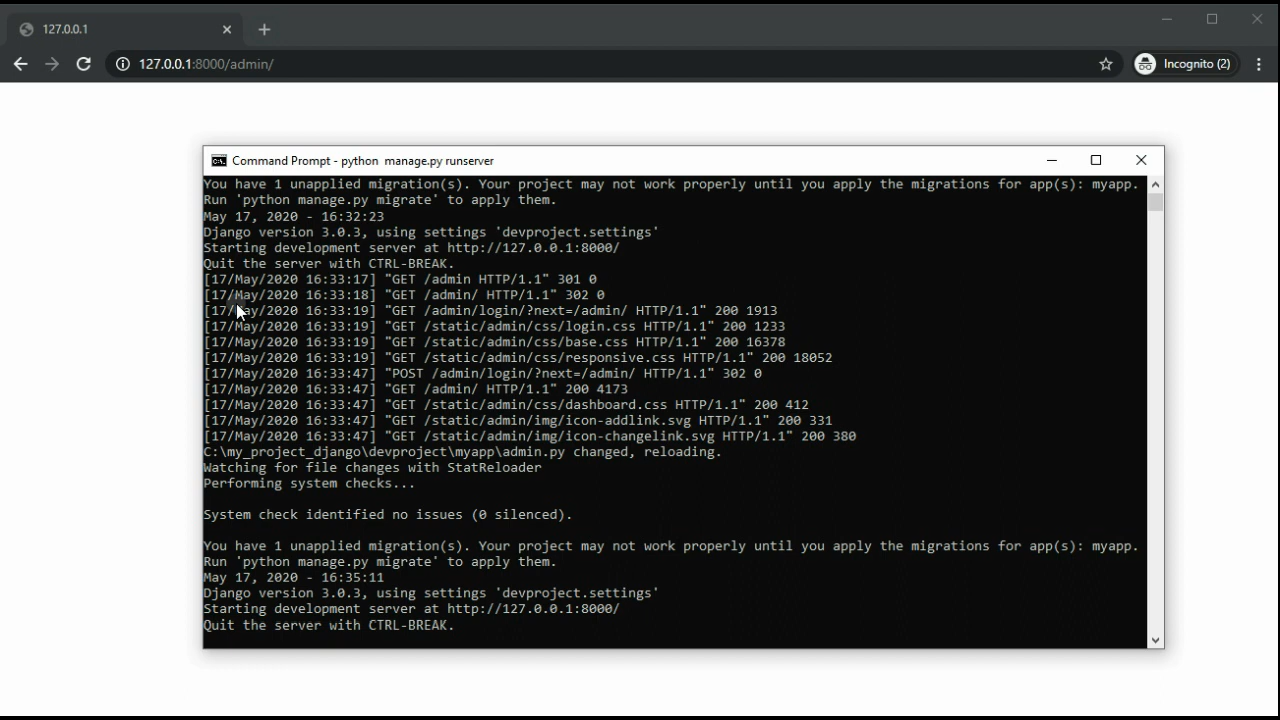 127.0.0.1
127.0.0.1:8000/admin/
Incognito (2)
Command Prompt - python  manage.py runserver
You have 1 unapplied migration(s). Your project may not work properly until you apply the migrations for app(s): myapp.
Run 'python manage.py migrate' to apply them.
May 17, 2020 - 16:32:23
Django version 3.0.3, using settings 'devproject.settings'
Starting development server at http://127.0.0.1:8000/
Quit the server with CTRL-BREAK.
[17/May/2020 16:33:17] "GET /admin HTTP/1.1" 301 0
[17/May/2020 16:33:18] "GET /admin/ HTTP/1.1" 302 0
[17/May/2020 16:33:19] "GET /admin/login/?next=/admin/ HTTP/1.1" 200 1913
[17/May/2020 16:33:19] "GET /static/admin/css/login.css HTTP/1.1" 200 1233
[17/May/2020 16:33:19] "GET /static/admin/css/base.css HTTP/1.1" 200 16378
[17/May/2020 16:33:19] "GET /static/admin/css/responsive.css HTTP/1.1" 200 18052
[17/May/2020 16:33:47] "POST /admin/login/?next=/admin/ HTTP/1.1" 302 0
[17/May/2020 16:33:47] "GET /admin/ HTTP/1.1" 200 4173
[17/May/2020 16:33:47] "GET /static/admin/css/dashboard.css HTTP/1.1" 200 412
[17/May/2020 16:33:47] "GET /static/admin/img/icon-addlink.svg HTTP/1.1" 200 331
[17/May/2020 16:33:47] "GET /static/admin/img/icon-changelink.svg HTTP/1.1" 200 380
C:\my_project_django\devproject\myapp\admin.py changed, reloading.
Watching for file changes with StatReloader
Performing system checks...
System check identified no issues (0 silenced).
You have 1 unapplied migration(s). Your project may not work properly until you apply the migrations for app(s): myapp.
Run 'python manage.py migrate' to apply them.
May 17, 2020 - 16:35:11
Django version 3.0.3, using settings 'devproject.settings'
Starting development server at http://127.0.0.1:8000/
Quit the server with CTRL-BREAK.